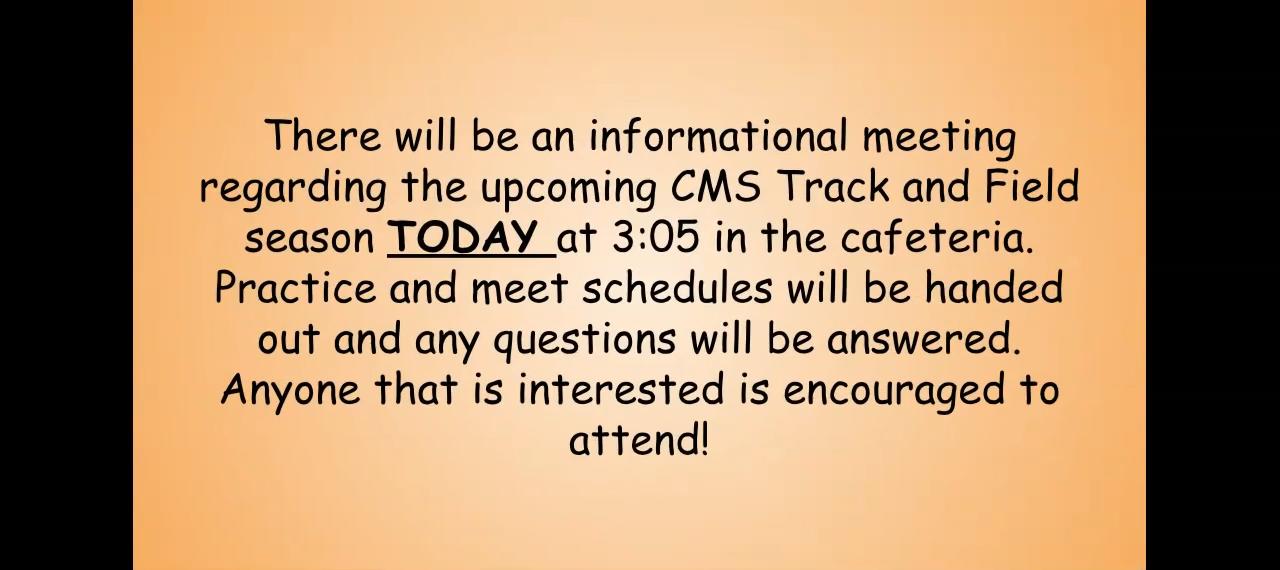 There will be an informational meeting
regarding the upcoming CMS Track and Field
season TODAY at 3:05 in the cafeteria.
Practice and meet schedules will be handed
out and any questions will be answered.
Anyone that is interested is encouraged to
attend!